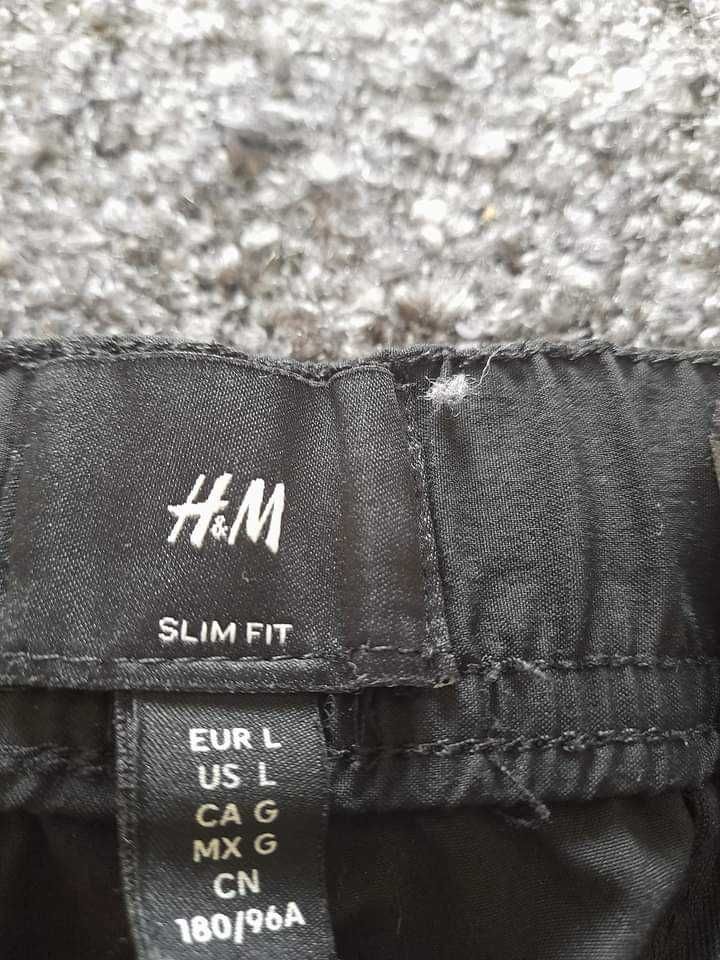 H&M
SLIM FIT
EUR L
US L
CA G
MX G
CN
180/96A